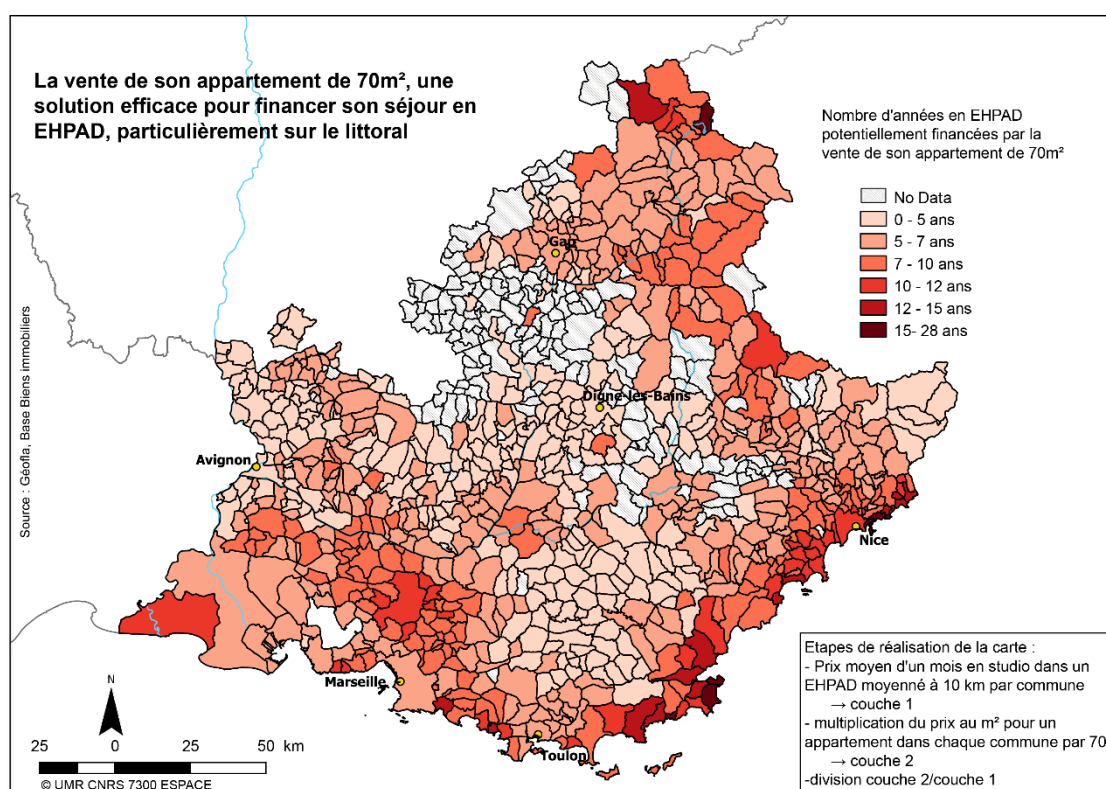 La vente de son appartement de 70m², une
solution efficace pour financer son séjour en
EHPAD, particulièrement sur le littoral
Nombre d'années en EHPAD
potentiellement financées par la
vente de son appartement de 70m²
No Data
0 - 5 ans
5 - 7 ans
7 - 10 ans
10 - 12 ans
12 - 15 ans
15- 28 ans
Gap
Digne-les-Bains
Avignon
Nice
Marseille
Toulon
Source : Géofla, Base Biens immobiliers
N
25 0 25 50 km
© UMR CNRS 7300 ESPACE
Etapes de réalisation de la carte :
- Prix moyen d'un mois en studio dans un
EHPAD moyenné à 10 km par commune
→ couche 1
- multiplication du prix au m² pour un
appartement dans chaque commune par 70
→ couche 2
-division couche 2/couche 1